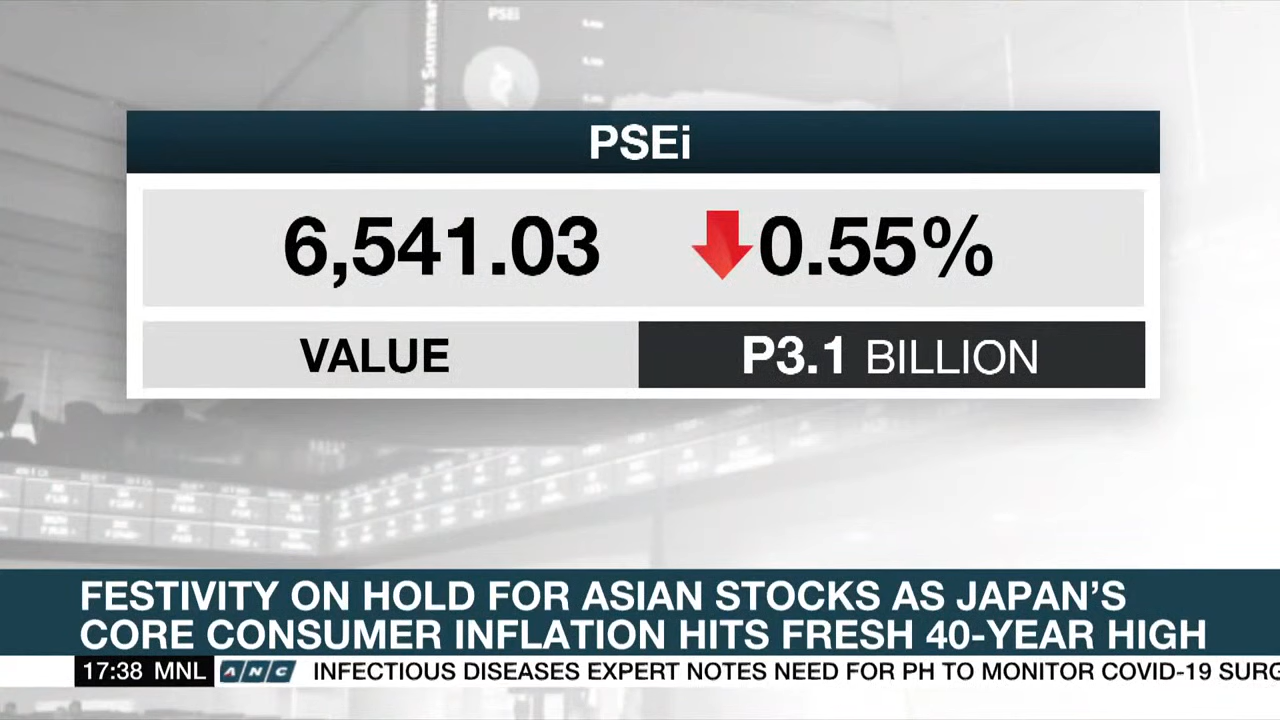 PSEi
PSEi
6,541.03 0.55%
VALUE P3.1 BILLION
FESTIVITY ON HOLD FOR ASIAN STOCKS AS JAPAN'S
CORE CONSUMER INFLATION HITS FRESH 40-YEAR HIGH
17:38 MNL ANC INFECTIOUS DISEASES EXPERT NOTES NEED FOR PH TO MONITOR COVID-19 SURG